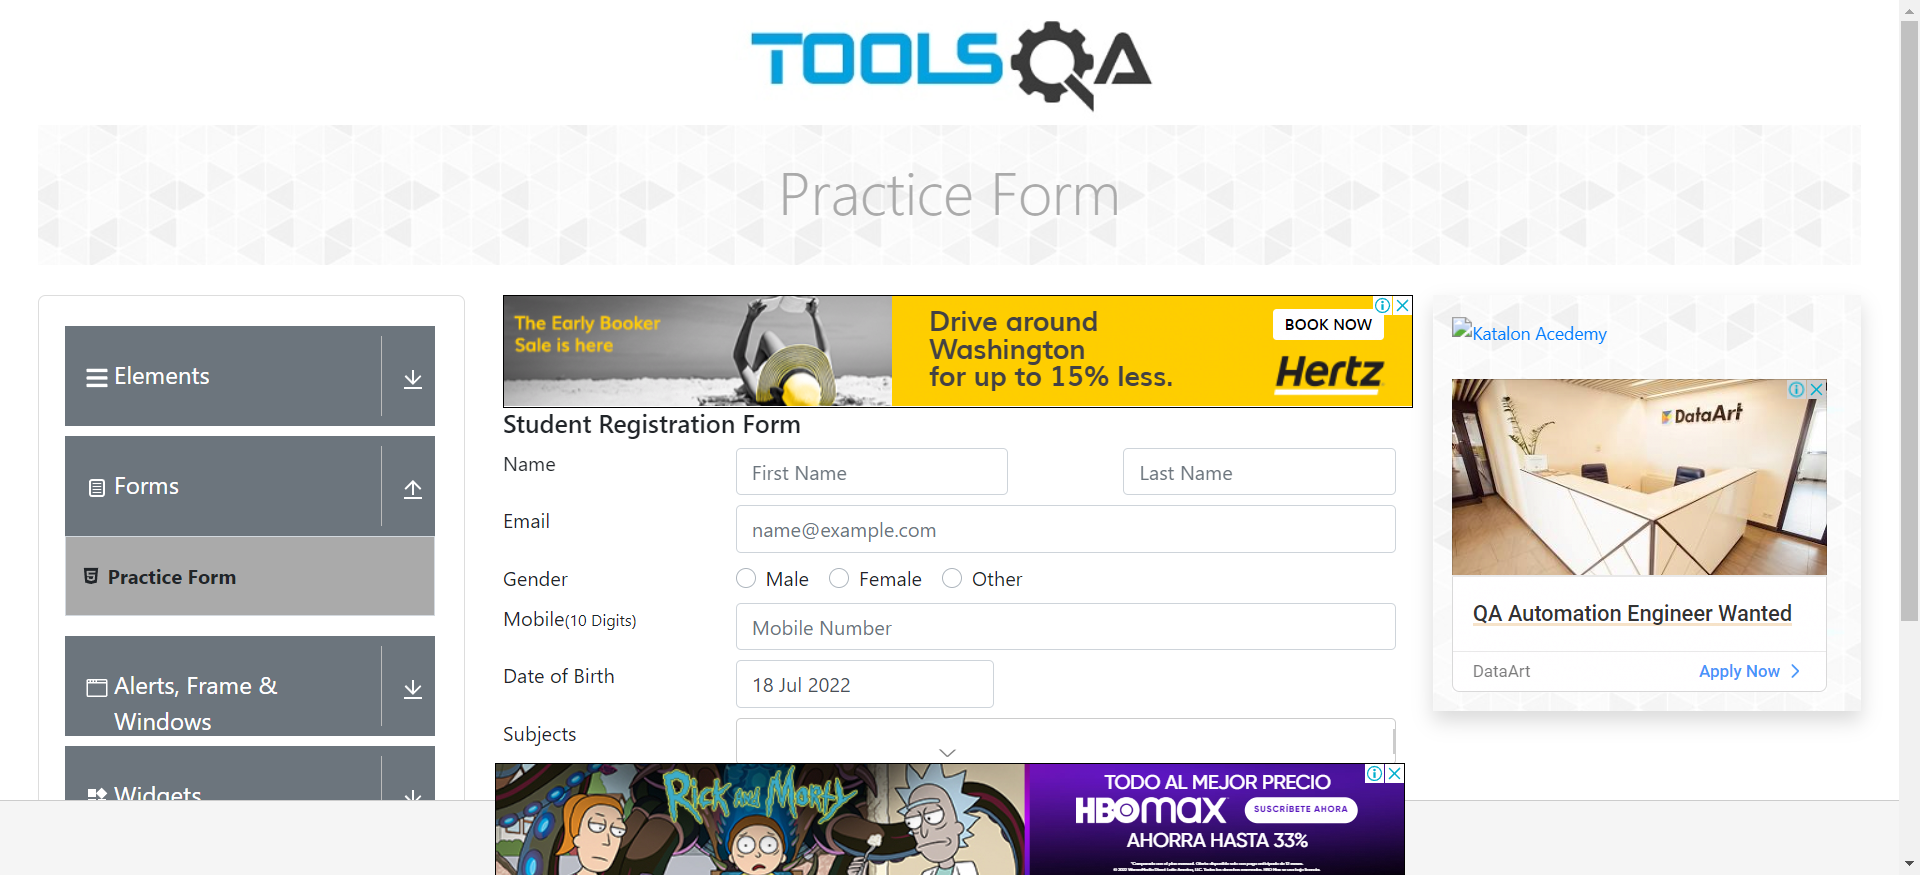 TOOLSQA
Practice Form
Elements
Forms
Practice Form
Alerts, Frame &
Windows
Widgets
The Early Booker
Sale is here
Drive around
Washington
for up to 15% less.
BOOK NOW
Hertz
Student Registration Form
Name
First Name
Last Name
Email
name@example.com
Gender
Male
Female
Other
Mobile(10 Digits)
Mobile Number
Date of Birth
18 Jul 2022
Subjects
Rick and Morty
TODO AL MEJOR PRECIO
HBOMAX
SUSCRÍBETE AHORA
AHORRA HASTA 33%
Katalon Acedemy
DataArt
QA Automation Engineer Wanted
DataArt
Apply Now